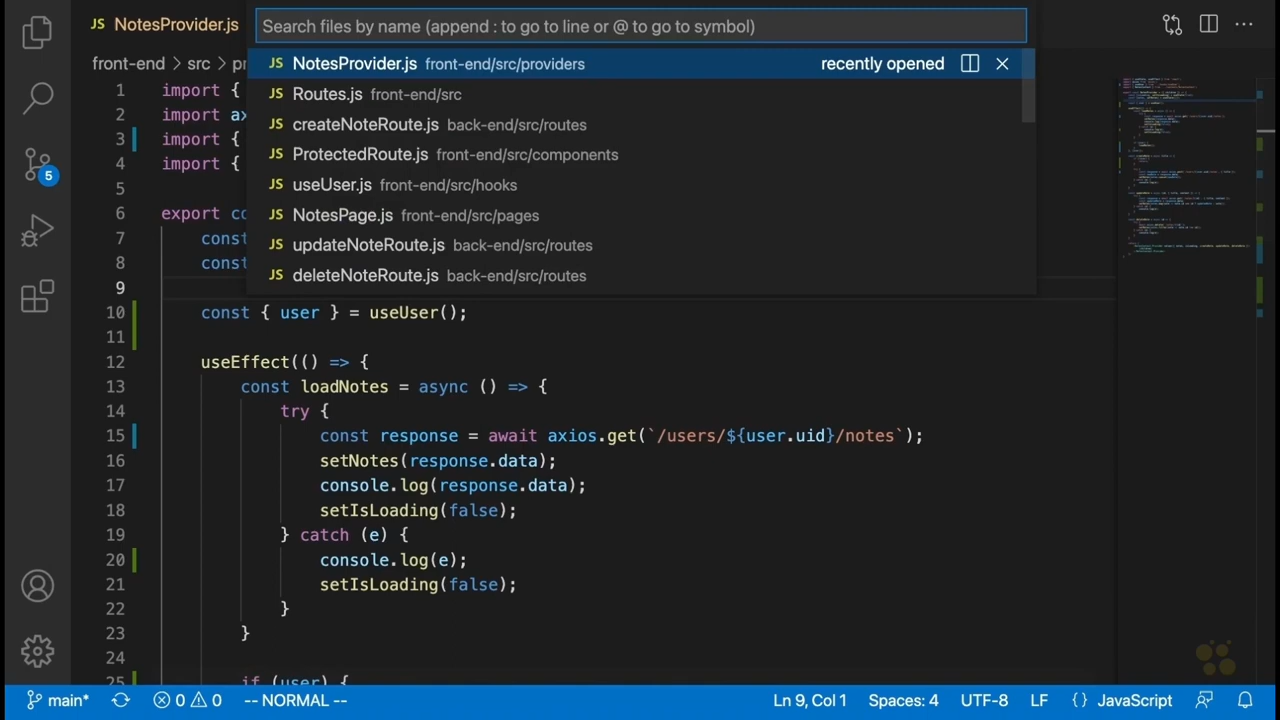 JS NotesProvider.js
Search files by name (append : to go to line or @ to go to symbol)
front-end > src > pr
JS NotesProvider.js front-end/src/providers recently opened
JS Routes.js front-end/src
JS createNoteRoute.js back-end/src/routes
JS ProtectedRoute.js front-end/src/components
JS useUser.js front-end/src/hooks
JS NotesPage.js front-end/src/pages
JS updateNoteRoute.js back-end/src/routes
JS deleteNoteRoute.js back-end/src/routes
1 import {
2 import ax
3 import {
4 import {
5
6 export co
7 const
8 const
9
10 const { user } = useUser();
11
12 useEffect(() => {
13 const loadNotes = async () => {
14 try {
15 const response = await axios.get(`/users/${user.uid}/notes`);
16 setNotes(response.data);
17 console.log(response.data);
18 setIsLoading(false);
19 } catch (e) {
20 console.log(e);
21 setIsLoading(false);
22 }
23 }
24
25 if (user) {
5
main* 0 0 -- NORMAL -- Ln 9, Col 1 Spaces: 4 UTF-8 LF {} JavaScript